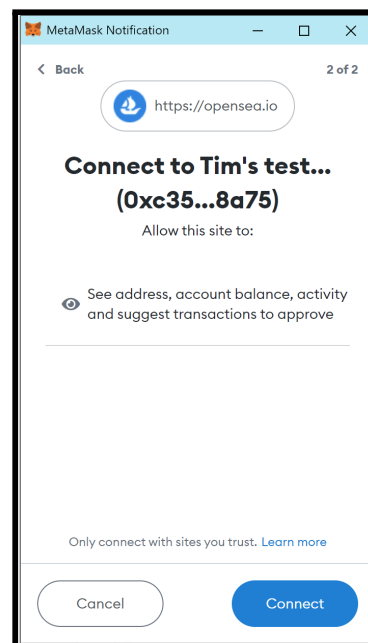 MetaMask Notification
Back
2 of 2
https://opensea.io
Connect to Tim's test...
(0xc35...8a75)
Allow this site to:
See address, account balance, activity
and suggest transactions to approve
Only connect with sites you trust. Learn more
Cancel
Connect